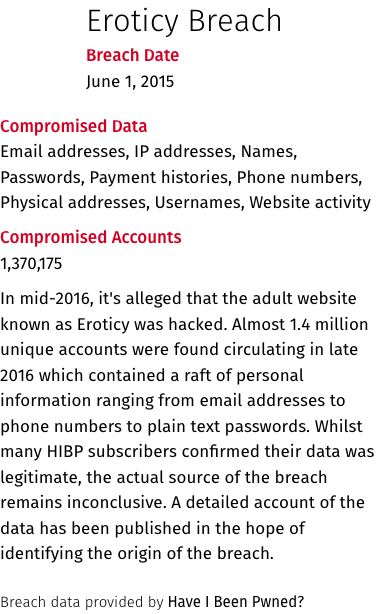 Eroticy Breach
Breach Date
June 1, 2015
Compromised Data
Email addresses, IP addresses, Names,
Passwords, Payment histories, Phone numbers,
Physical addresses, Usernames, Website activity
Compromised Accounts
1,370,175
In mid-2016, it's alleged that the adult website
known as Eroticy was hacked. Almost 1.4 million
unique accounts were found circulating in late
2016 which contained a raft of personal
information ranging from email addresses to
phone numbers to plain text passwords. Whilst
many HIBP subscribers confirmed their data was
legitimate, the actual source of the breach
remains inconclusive. A detailed account of the
data has been published in the hope of
identifying the origin of the breach.
Breach data provided by Have I Been Pwned?